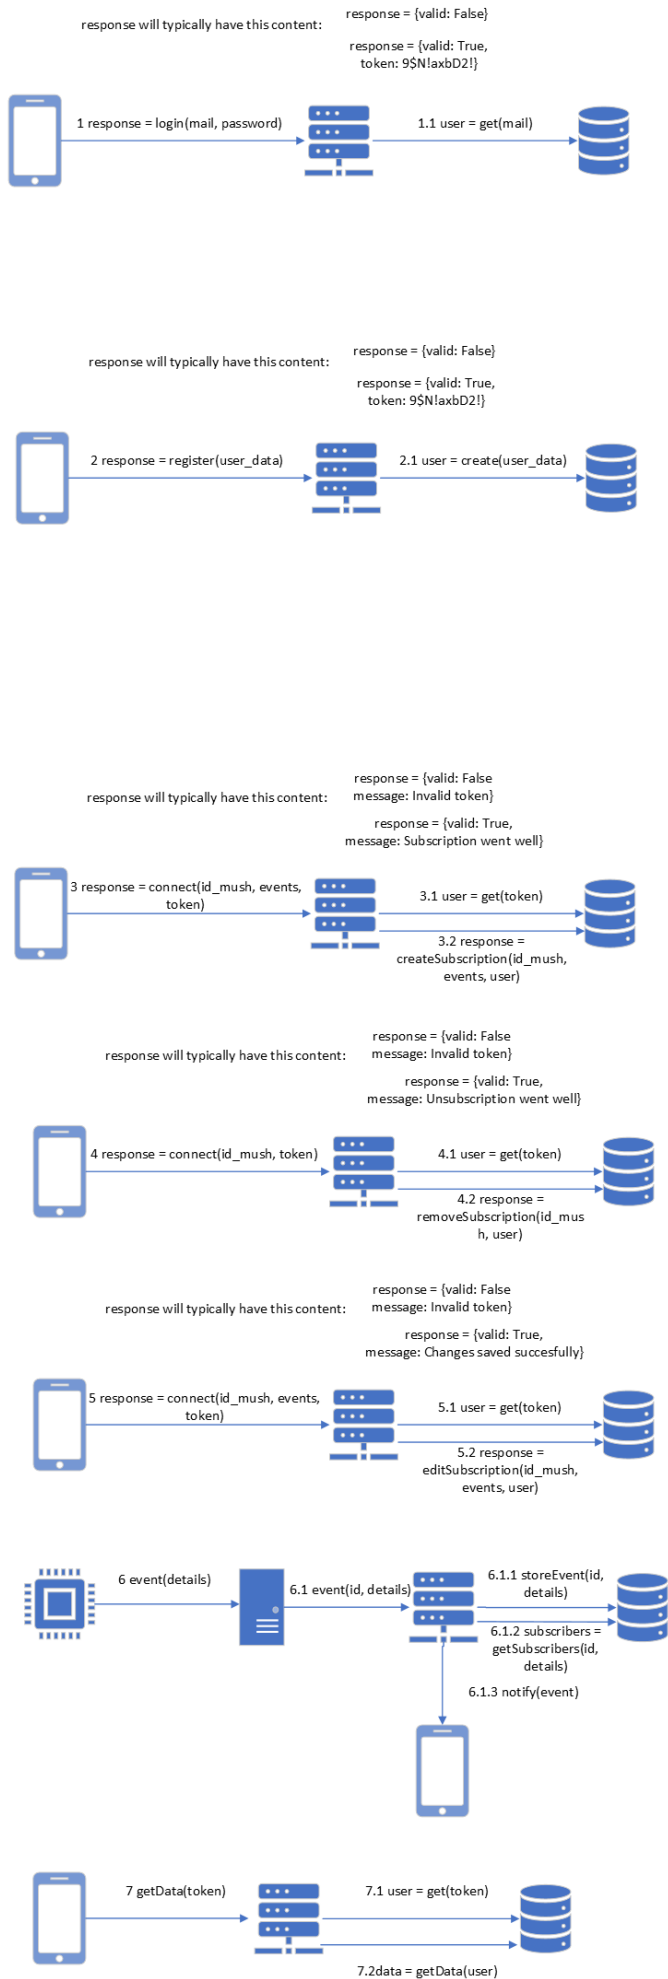 response will typically have this content:
response = {valid: False}
response = {valid: True,
token: 9$N!axbD2!}
1 response = login(mail, password)
1.1 user = get(mail)
response will typically have this content:
response = {valid: False}
response = {valid: True,
token: 9$N!axbD2!}
2 response = register(user_data)
2.1 user = create(user_data)
response will typically have this content:
response = {valid: False
message: Invalid token}
response = {valid: True,
message: Subscription went well}
3 response = connect(id_mush, events,
token)
3.1 user = get(token)
3.2 response =
createSubscription(id_mush,
events, user)
response will typically have this content:
response = {valid: False
message: Invalid token}
response = {valid: True,
message: Unsubscription went well}
4 response = connect(id_mush, token)
4.1 user = get(token)
4.2 response =
removeSubscription(id_mus
h, user)
response will typically have this content:
response = {valid: False
message: Invalid token}
response = {valid: True,
message: Changes saved succesfully}
5 response = connect(id_mush, events,
token)
5.1 user = get(token)
5.2 response =
editSubscription(id_mush,
events, user)
6 event(details)
6.1 event(id, details)
6.1.1 storeEvent(id,
details)
6.1.2 subscribers =
getSubscribers(id,
details)
6.1.3 notify(event)
7 getData(token)
7.1 user = get(token)
7.2data = getData(user)